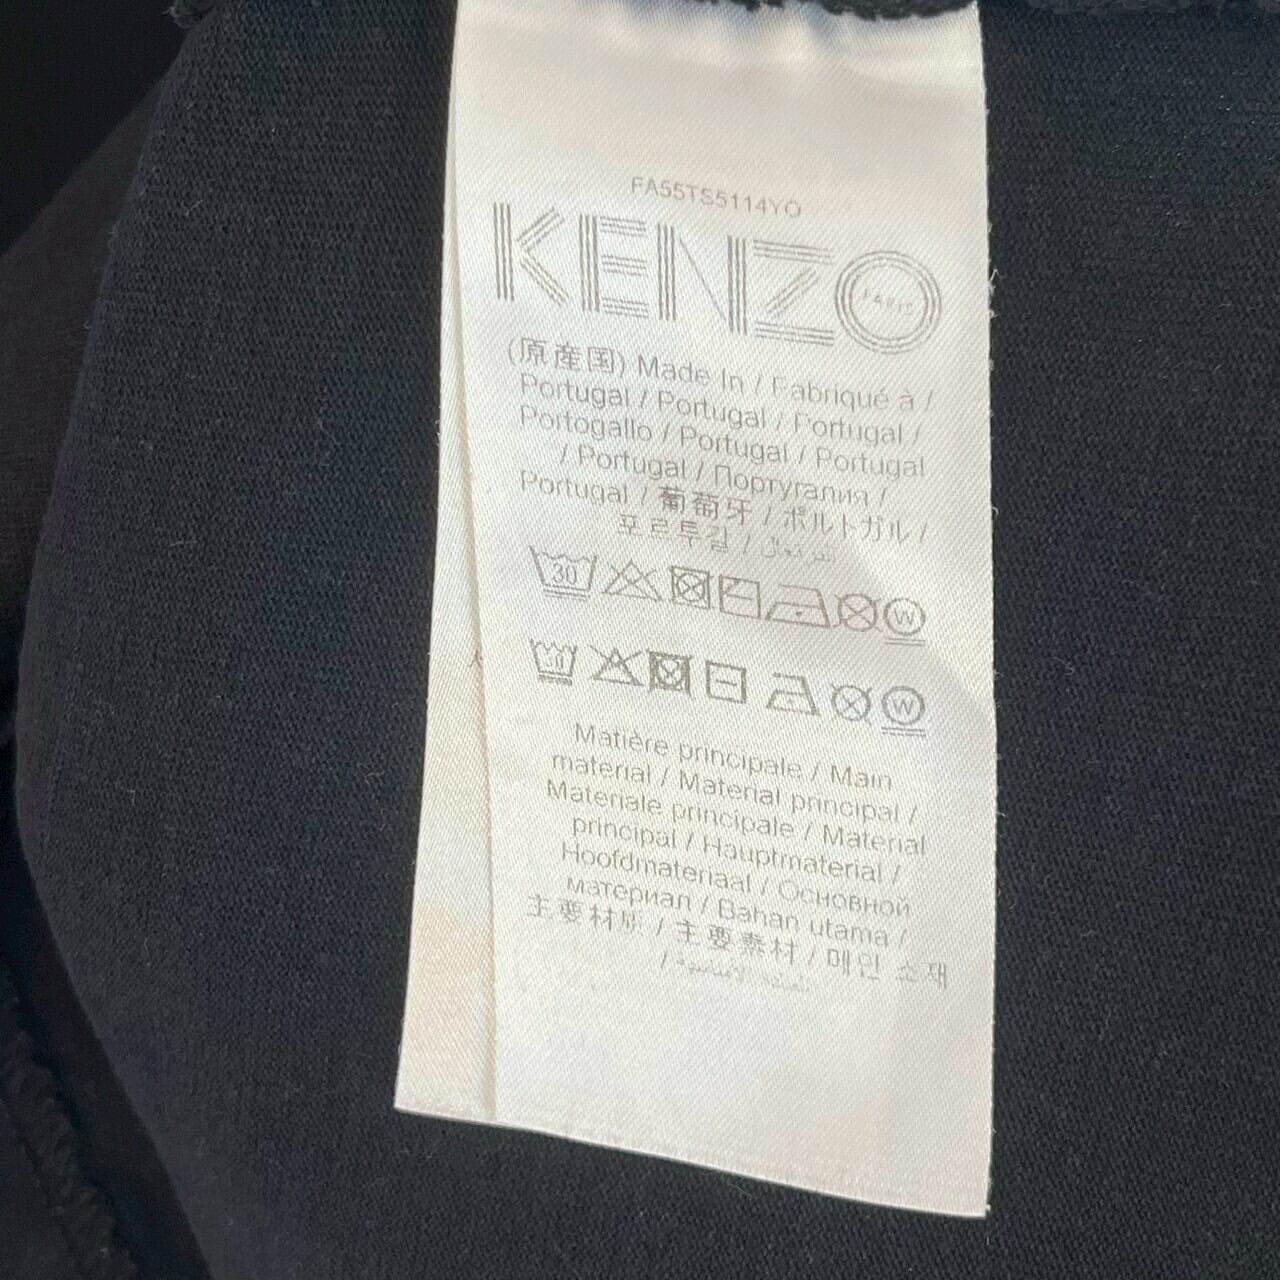 FA55TS5114YO
KENZO
PARIS
(原産国) Made In / Fabriqué à /
Portugal / Portugal / Portugal /
Portogallo / Portugal / Portugal
/ Portugal / Португалия /
Portugal / 葡萄牙 / ポルトガル /
포르투갈 /
30
W
30
W
Matière principale / Main
material / Material principal /
Materiale principale / Material
principal / Hauptmaterial /
Hoofdmateriaal / Основной
материал / Bahan utama /
主要材质 / 主要素材 / 메인 소재
/